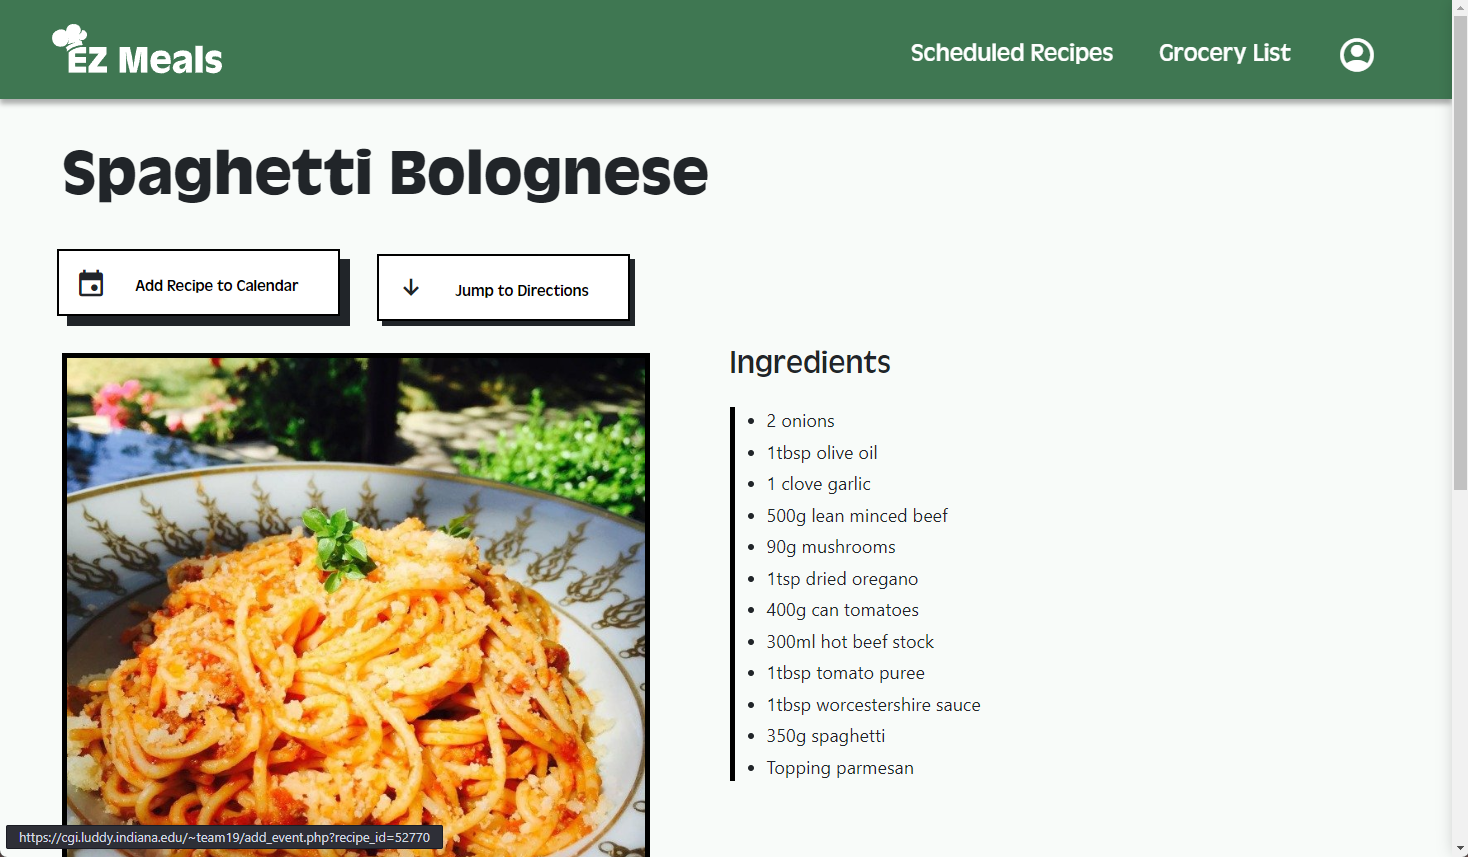 EZ Meals
Scheduled Recipes
Grocery List
Spaghetti Bolognese
Add Recipe to Calendar
Jump to Directions
Ingredients
2 onions
1tbsp olive oil
1 clove garlic
500g lean minced beef
90g mushrooms
1tsp dried oregano
400g can tomatoes
300ml hot beef stock
1tbsp tomato puree
1tbsp worcestershire sauce
350g spaghetti
Topping parmesan
https://cgi.luddy.indiana.edu/~team19/add_event.php?recipe_id=52770